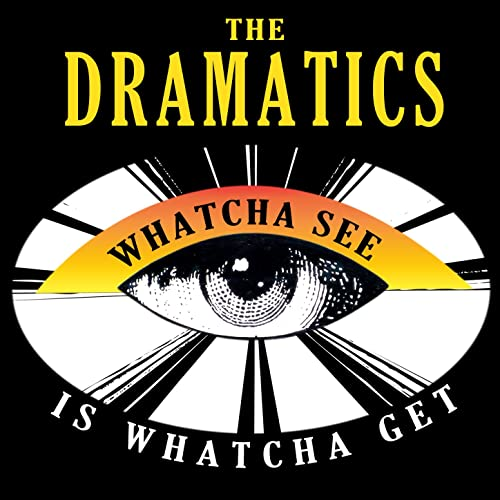 THE
DRAMATICS
WHATCHA SEE
IS WHATCHA GET